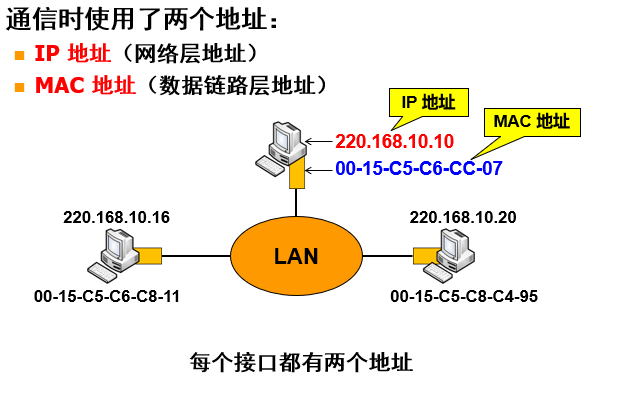 通信时使用了两个地址：
IP 地址（网络层地址）
MAC 地址（数据链路层地址）
IP 地址
MAC 地址
220.168.10.10
00-15-C5-C6-CC-07
220.168.10.16
220.168.10.20
LAN
00-15-C5-C6-C8-11
00-15-C5-C8-C4-95
每个接口都有两个地址